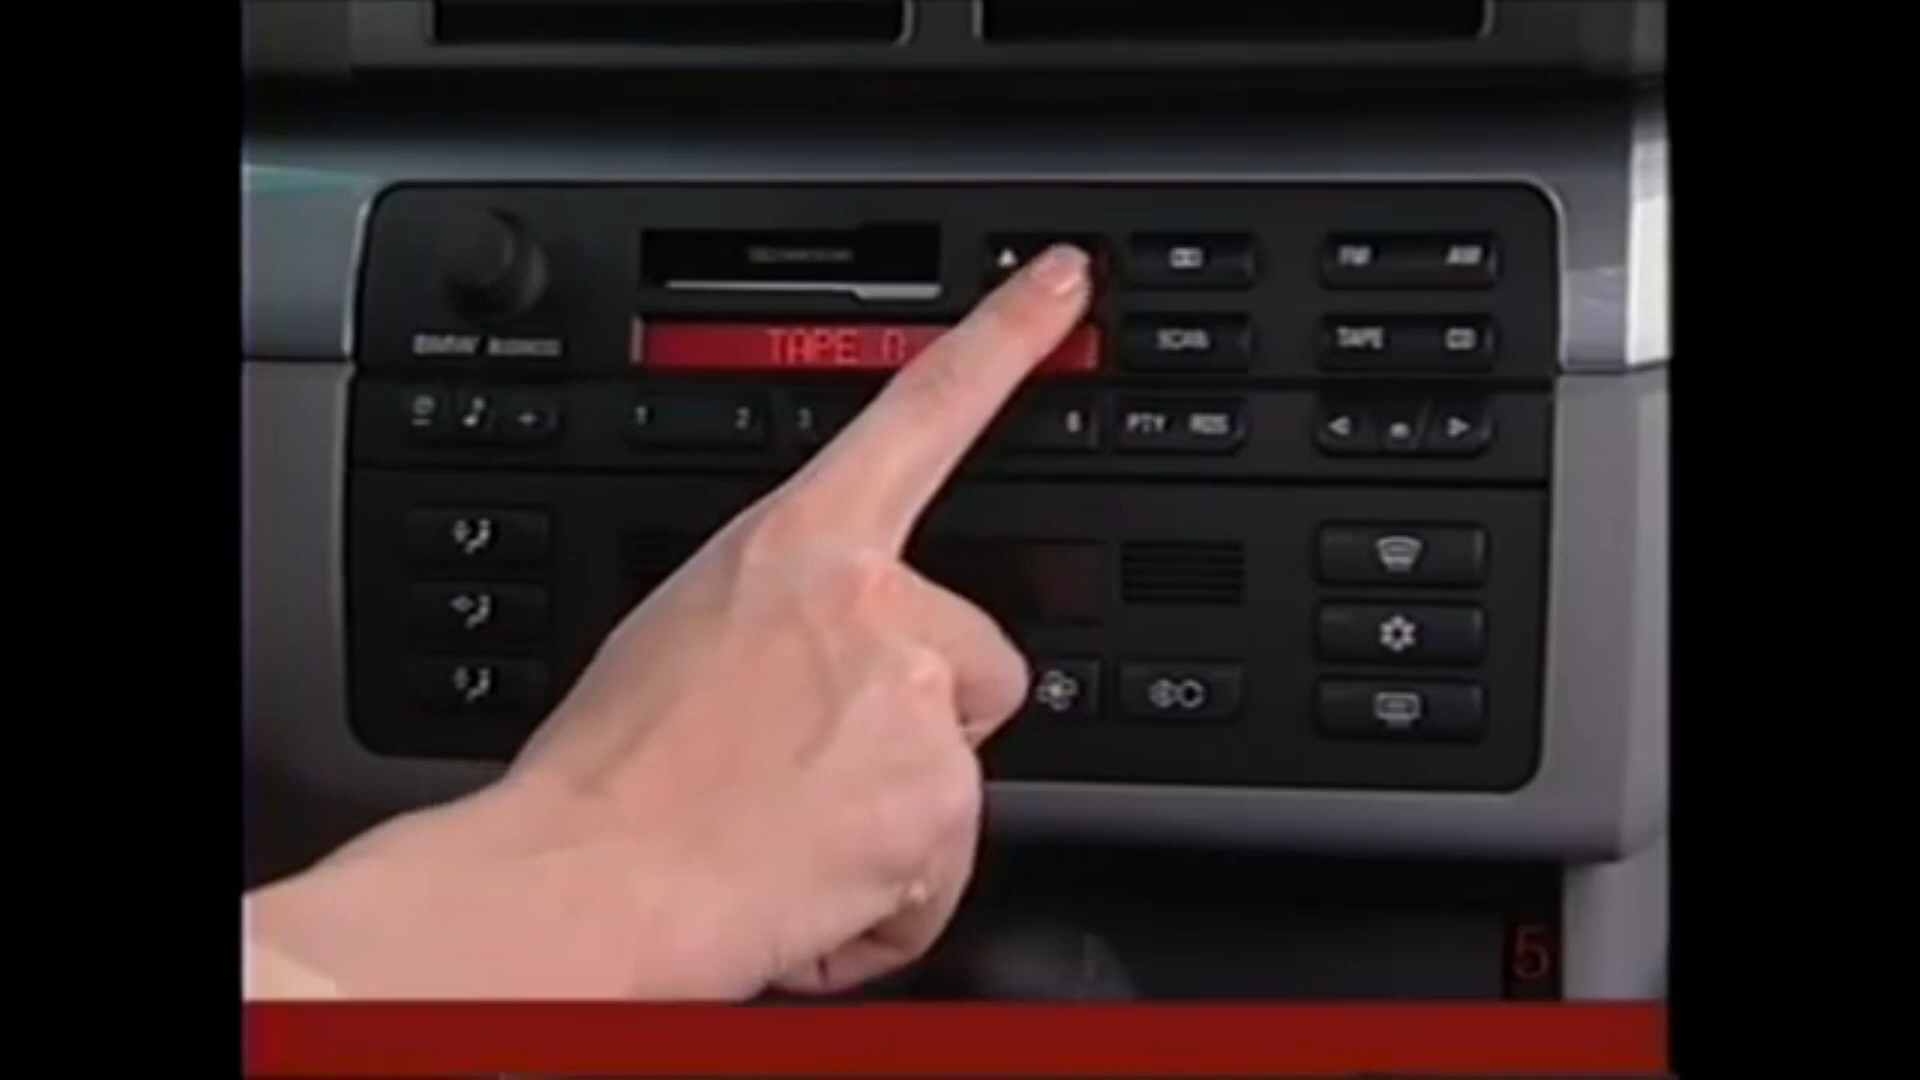 FM AM
BMW BUSINESS
TAPE
SCAN
TAPE CD
1 2 3 6
PTY RDS
5